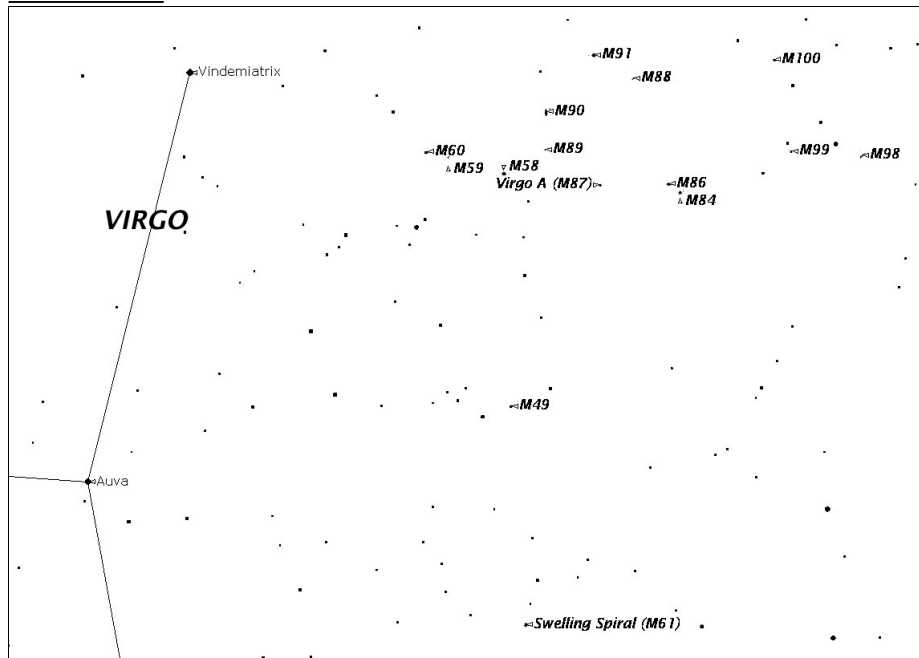 M91
M100
Vindemiatrix
M88
M90
M60
M89
M99
M98
M59
M58
Virgo A (M87)
M86
M84
VIRGO
M49
Auva
Swelling Spiral (M61)